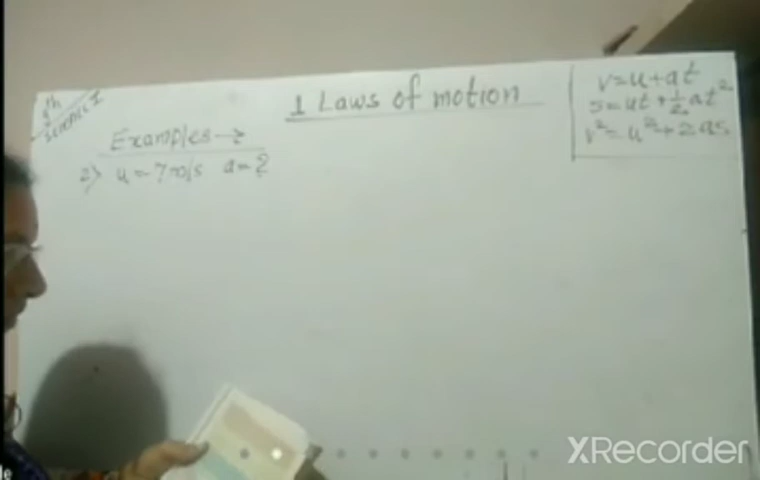 9th
SCIENCE I
1 Laws of motion
v=u+at
s=ut+½at²
v²=u²+2as
Examples→
2) u = 7m/s a=?
XRecorder